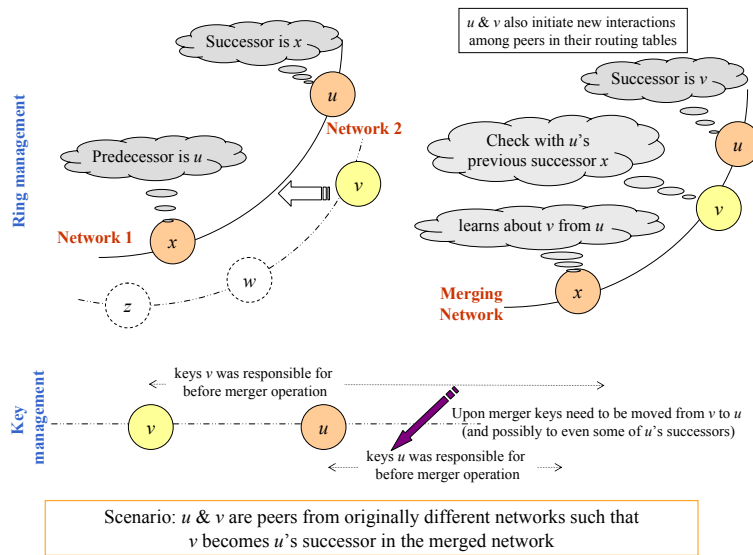 Ring management
Successor is x
u
Network 2
Predecessor is u
v
Network 1
x
w
z
u & v also initiate new interactions
among peers in their routing tables
Successor is v
Check with u's
previous successor x
u
v
learns about v from u
Merging
Network
x
Key
management
keys v was responsible for
before merger operation
Upon merger keys need to be moved from v to u
(and possibly to even some of u's successors)
v
u
keys u was responsible for
before merger operation
Scenario: u & v are peers from originally different networks such that
v becomes u's successor in the merged network